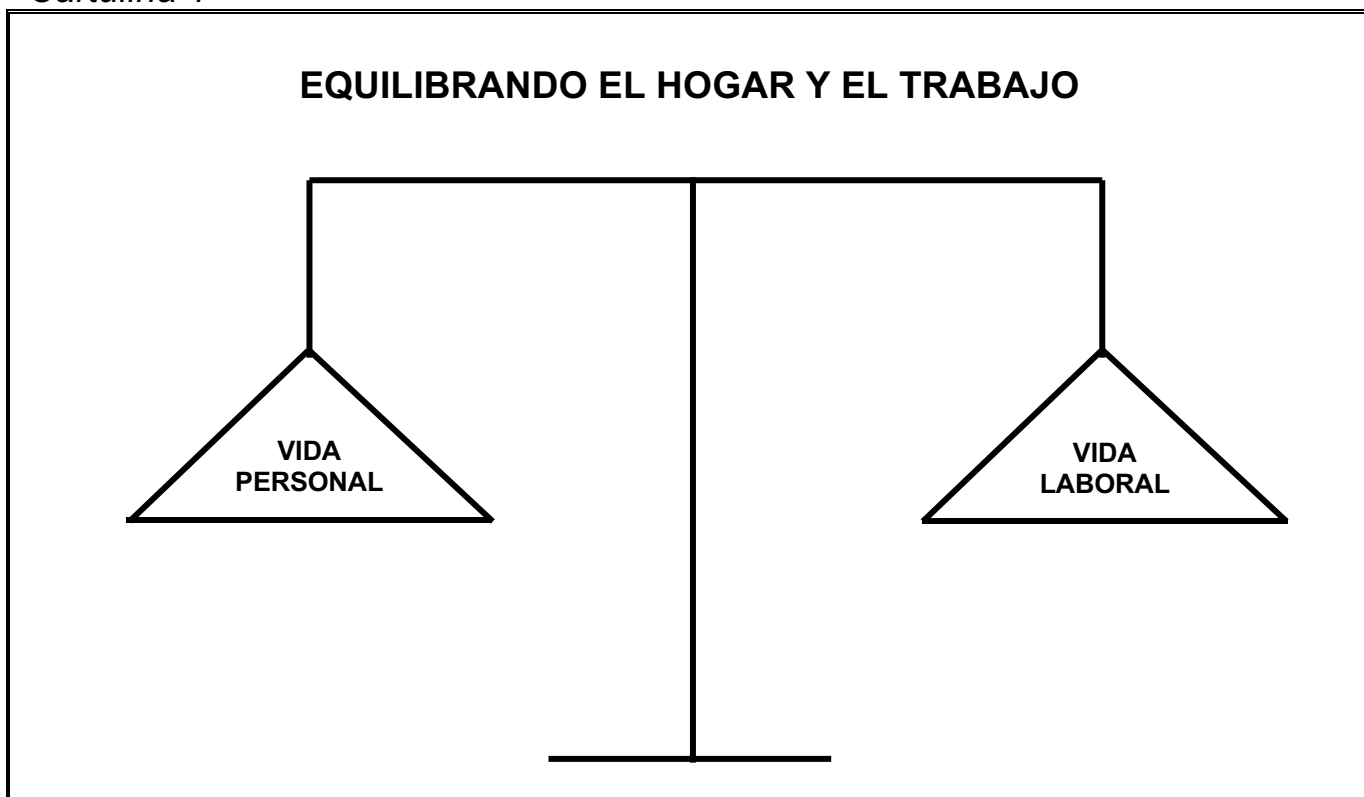 EQUILIBRANDO EL HOGAR Y EL TRABAJO
VIDA
PERSONAL
VIDA
LABORAL